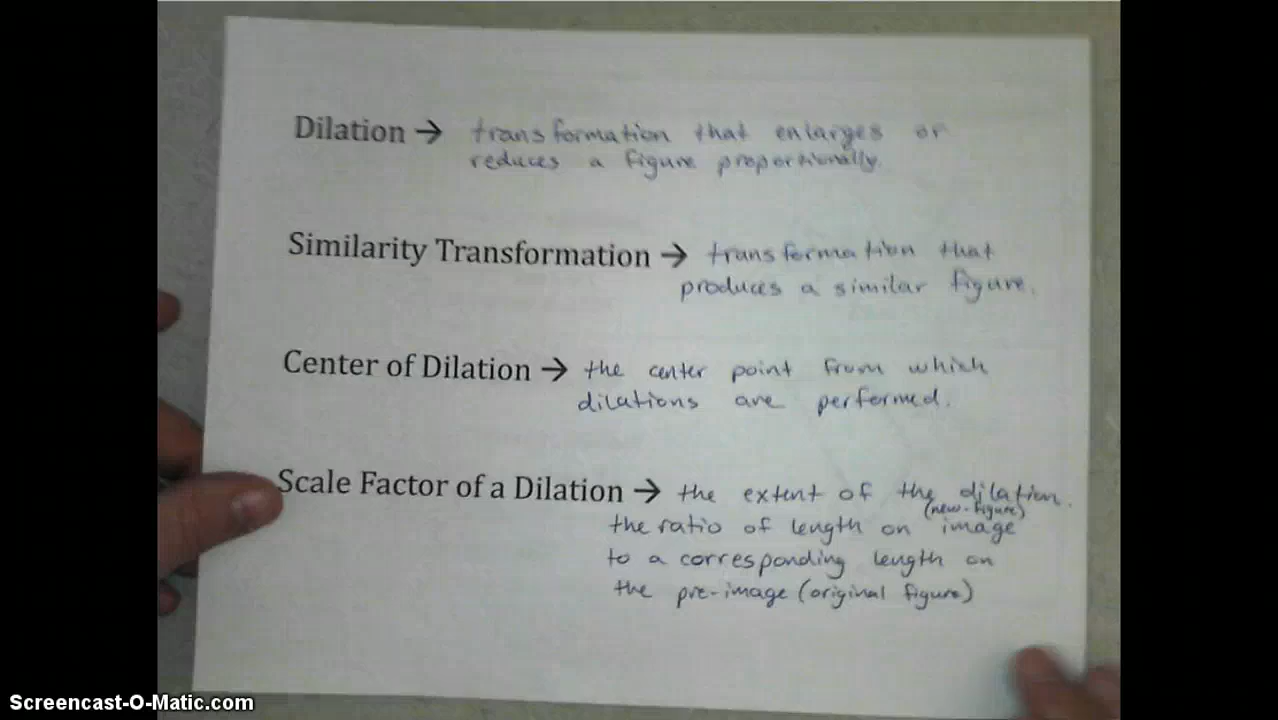 Dilation → transformation that enlarges or
reduces a figure proportionally.
Similarity Transformation → transformation that
produces a similar figure.
Center of Dilation → the center point from which
dilations are performed.
Scale Factor of a Dilation → the extent of the dilation.
(new figure)
the ratio of length on image
to a corresponding length on
the pre-image (original figure)
Screencast-O-Matic.com